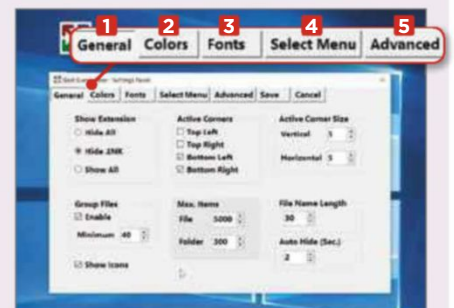 1 2 3 4 5
General Colors Fonts Select Menu Advanced
General Colors Fonts Select Menu Advanced Save Cancel
Show Extension Active Corners Active Corner Size
Hide All Top Left Vertical 5
Top Right
Hide .LNK Bottom Left Horizontal 5
Show All Bottom Right
Group Files Max. Items File Name Length
Enable File 5000 30
Minimum 40 Folder 300 Auto Hide (Sec.)
Show Icons 2